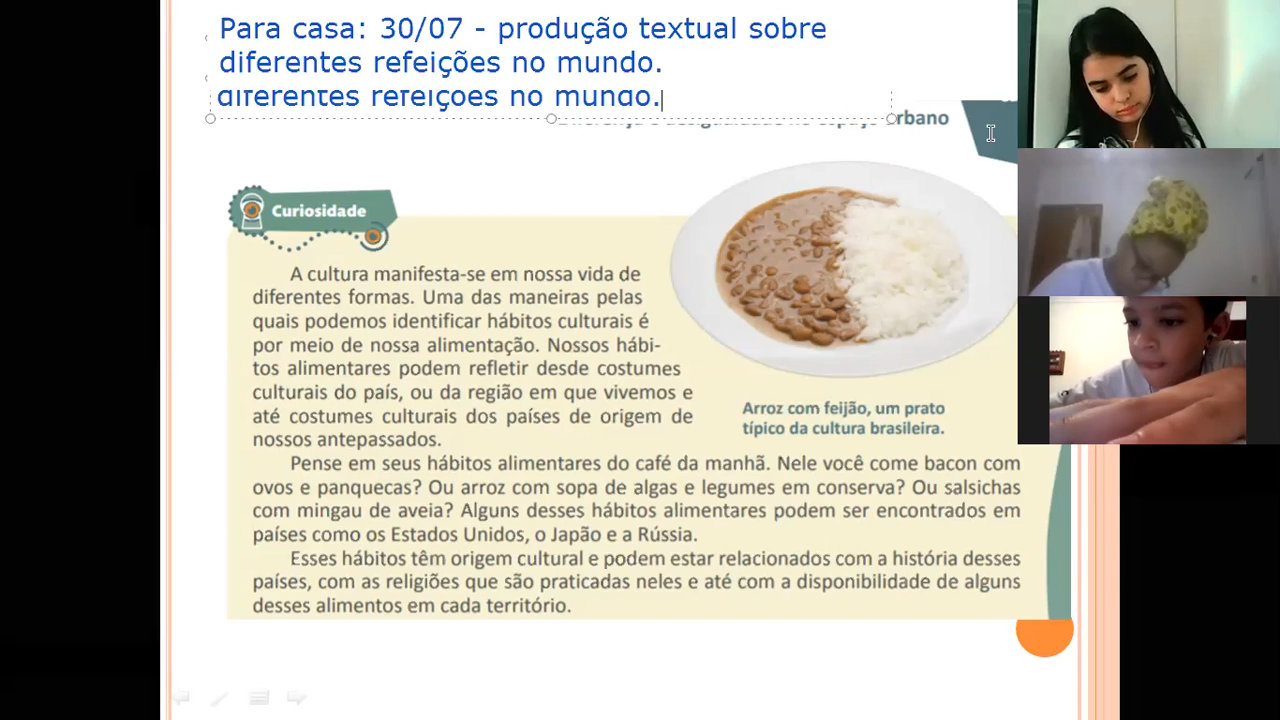 Para casa: 30/07 - produção textual sobre
diferentes refeições no mundo.
diferentes refeições no mundo.
Diferença e desigualdade no espaço urbano
Curiosidade
A cultura manifesta-se em nossa vida de
diferentes formas. Uma das maneiras pelas
quais podemos identificar hábitos culturais é
por meio de nossa alimentação. Nossos hábi-
tos alimentares podem refletir desde costumes
culturais do país, ou da região em que vivemos e
até costumes culturais dos países de origem de
nossos antepassados.
Arroz com feijão, um prato
típico da cultura brasileira.
Pense em seus hábitos alimentares do café da manhã. Nele você come bacon com
ovos e panquecas? Ou arroz com sopa de algas e legumes em conserva? Ou salsichas
com mingau de aveia? Alguns desses hábitos alimentares podem ser encontrados em
países como os Estados Unidos, o Japão e a Rússia.
Esses hábitos têm origem cultural e podem estar relacionados com a história desses
países, com as religiões que são praticadas neles e até com a disponibilidade de alguns
desses alimentos em cada território.